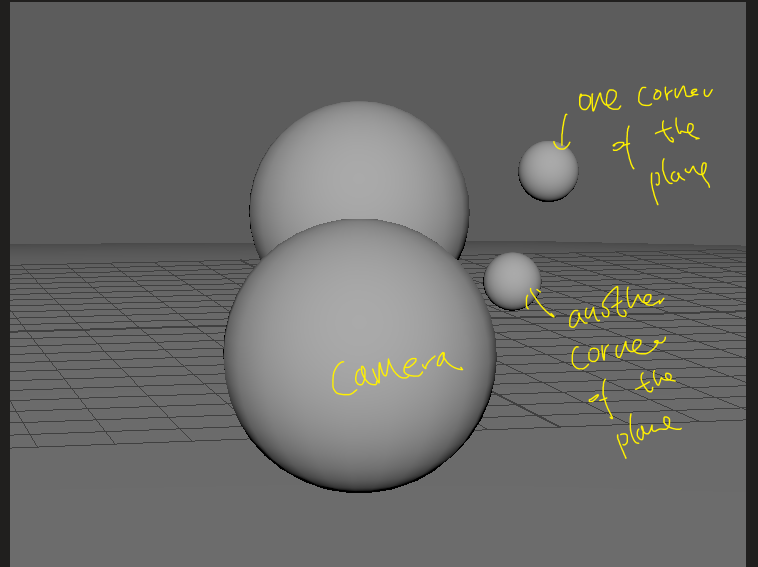 one corner
of the
plane
another
corner
of the
plane
Camera